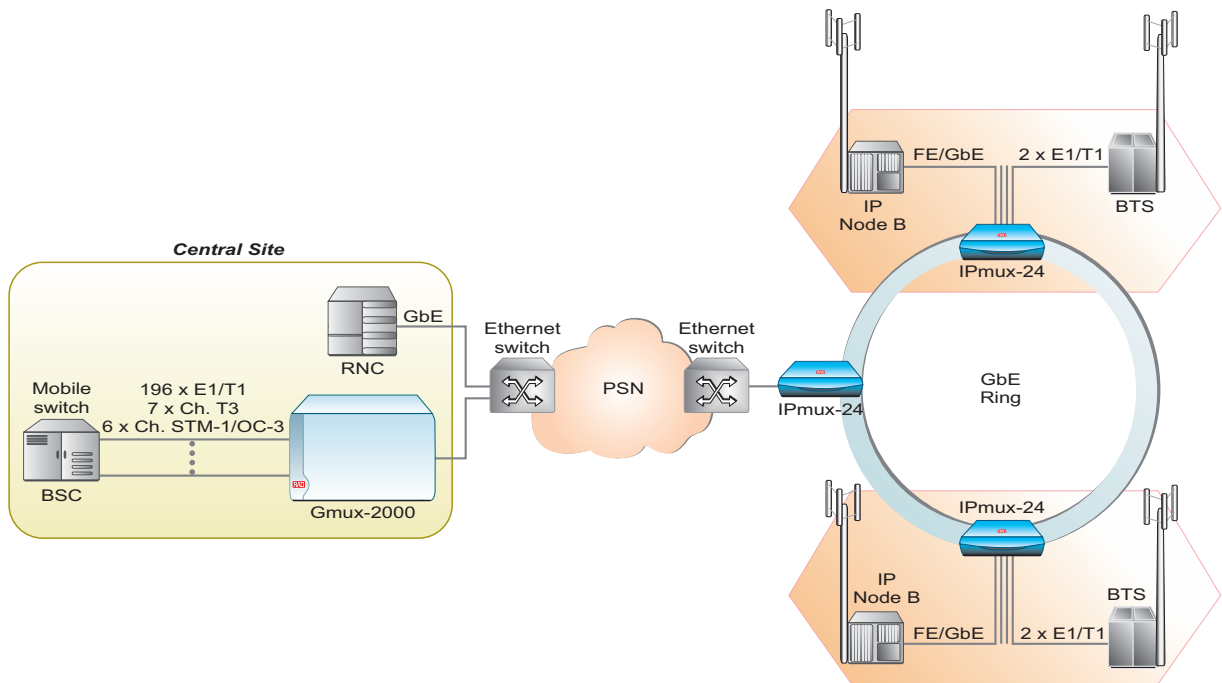 Central Site
GbE
RNC
Mobile
switch
196 x E1/T1
7 x Ch. T3
6 x Ch. STM-1/OC-3
BSC
RAD
Gmux-2000
Ethernet
switch
PSN
Ethernet
switch
IPmux-24
GbE
Ring
FE/GbE
2 x E1/T1
IP
Node B
BTS
IPmux-24
IPmux-24
IP
Node B
BTS
FE/GbE
2 x E1/T1